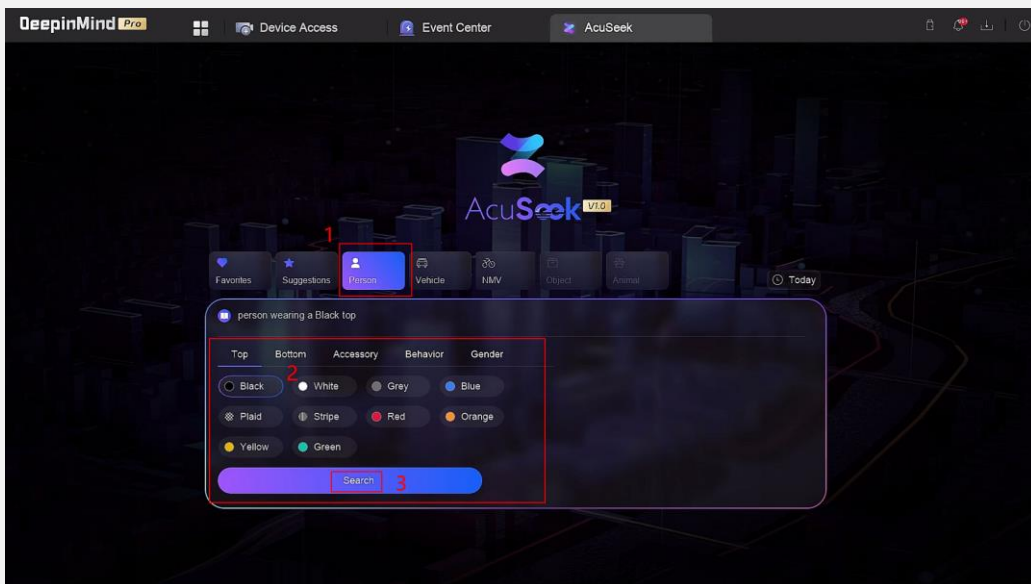 DeepinMind Pro
Device Access
Event Center
AcuSeek
AcuSeek V1.0
1
Favorites
Suggestions
Person
Vehicle
NMV
Object
Animal
Today
person wearing a Black top
Top
Bottom
Accessory
Behavior
Gender
2
Black
White
Grey
Blue
Plaid
Stripe
Red
Orange
Yellow
Green
Search
3